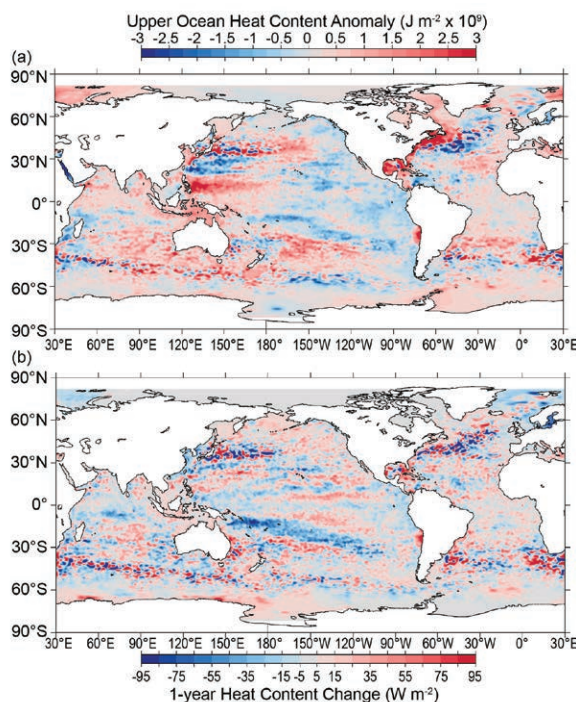 Upper Ocean Heat Content Anomaly (J m⁻² x 10⁹)
-3 -2.5 -2 -1.5 -1 -0.5 0 0.5 1 1.5 2 2.5 3
(a)
90°N
60°N
30°N
0°
30°S
60°S
90°S
30°E 60°E 90°E 120°E 150°E 180° 150°W 120°W 90°W 60°W 30°W 0° 30°E
(b)
90°N
60°N
30°N
0°
30°S
60°S
90°S
30°E 60°E 90°E 120°E 150°E 180° 150°W 120°W 90°W 60°W 30°W 0° 30°E
-95 -75 -55 -35 -15 -5 5 15 35 55 75 95
1-year Heat Content Change (W m⁻²)